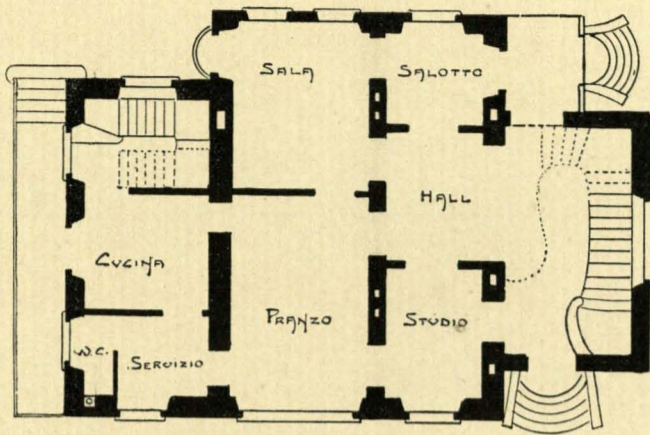 SALA
SALOTTO
HALL
CUCINA
PRANZO
STUDIO
W.C.
SERVIZIO